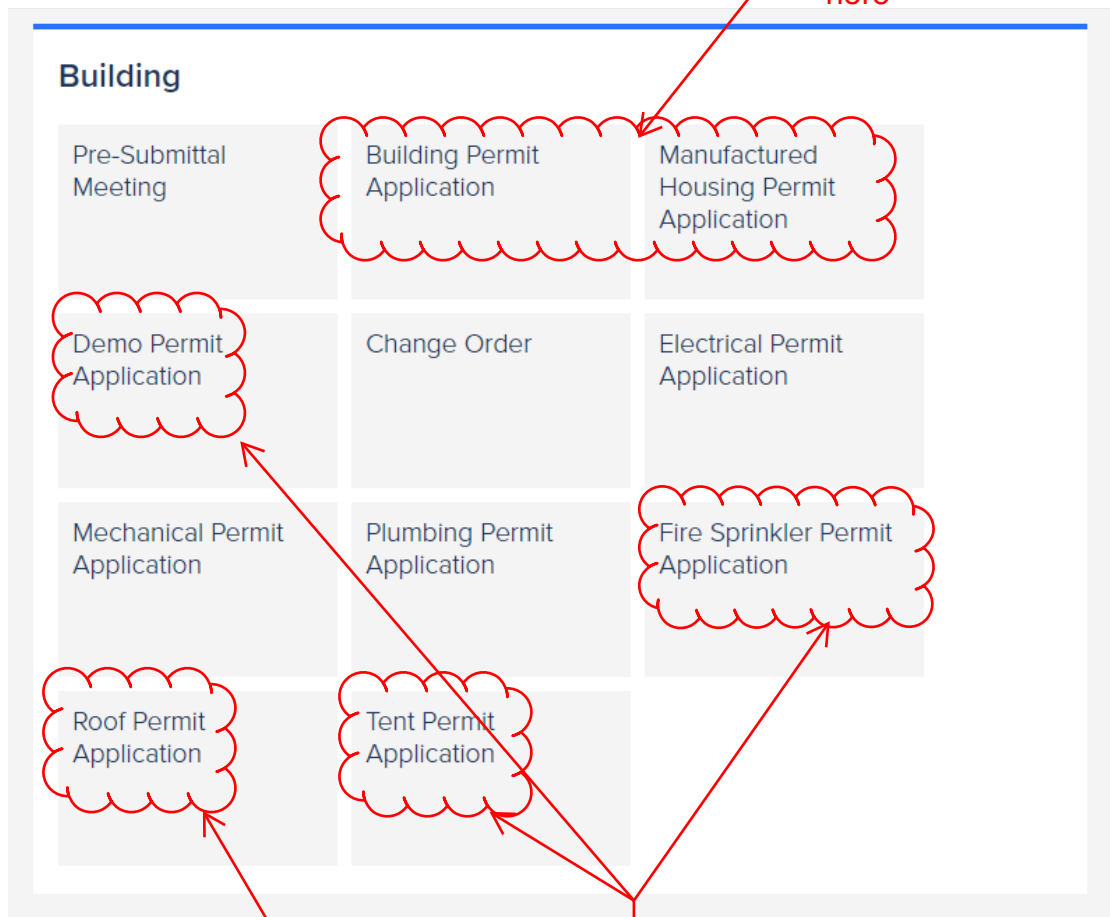 Building
Pre-Submittal
Meeting
Building Permit
Application
Manufactured
Housing Permit
Application
Demo Permit
Application
Change Order
Electrical Permit
Application
Mechanical Permit
Application
Plumbing Permit
Application
Fire Sprinkler Permit
Application
Roof Permit
Application
Tent Permit
Application